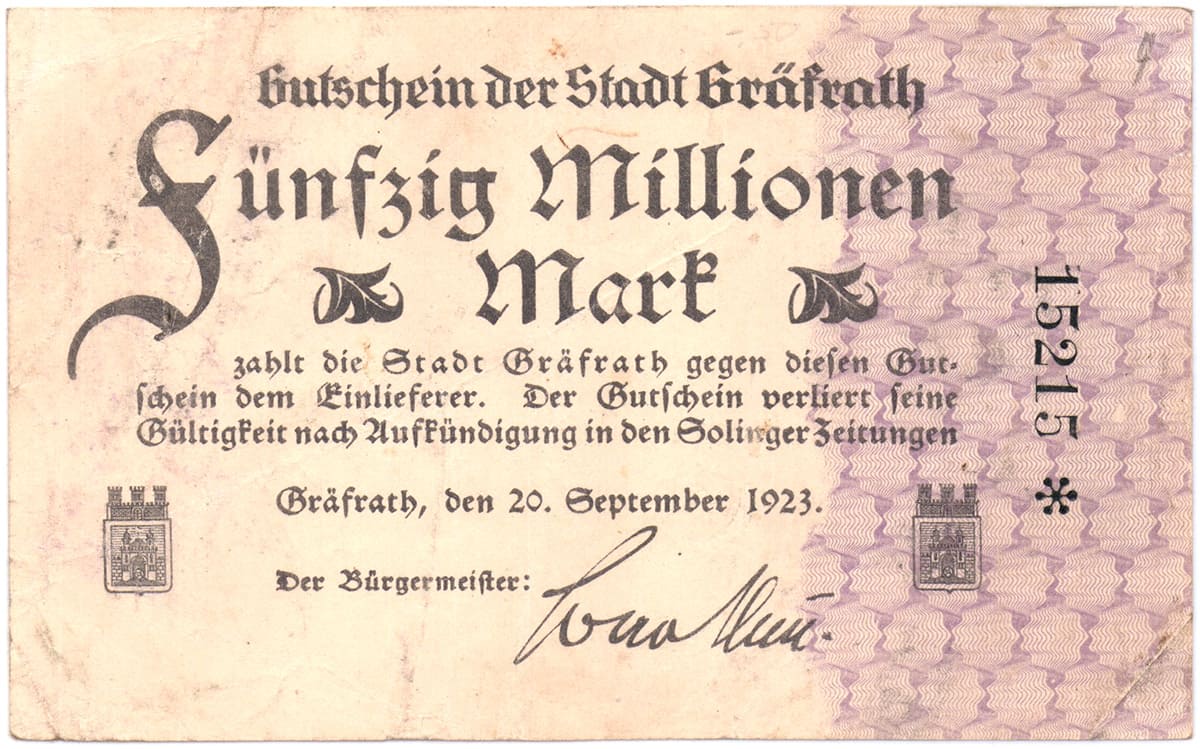 Gutschein der Stadt Gräfrath
Fünfzig Millionen
Mark
zahlt die Stadt Gräfrath gegen diesen Gut-
schein dem Einlieferer. Der Gutschein verliert seine
Gültigkeit nach Aufkündigung in den Solinger Zeitungen
Gräfrath, den 20. September 1923.
Der Bürgermeister:
15215 *